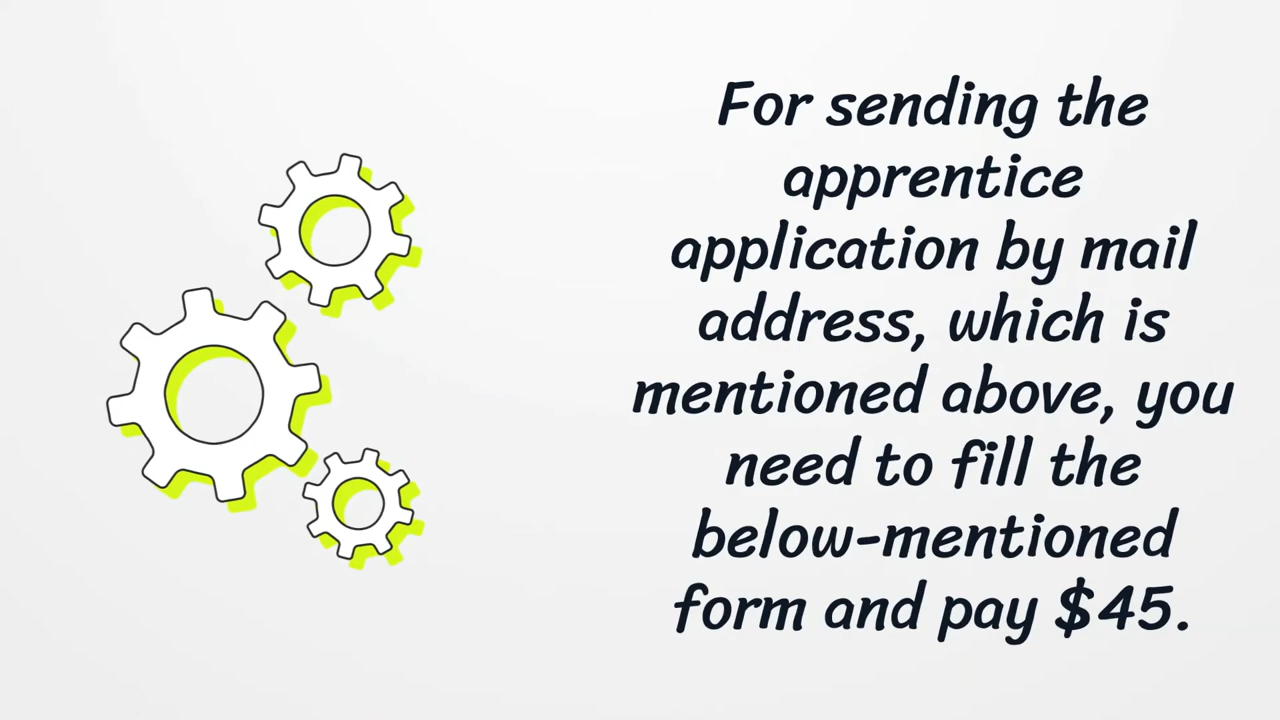 For sending the
apprentice
application by mail
address, which is
mentioned above, you
need to fill the
below-mentioned
form and pay $45.